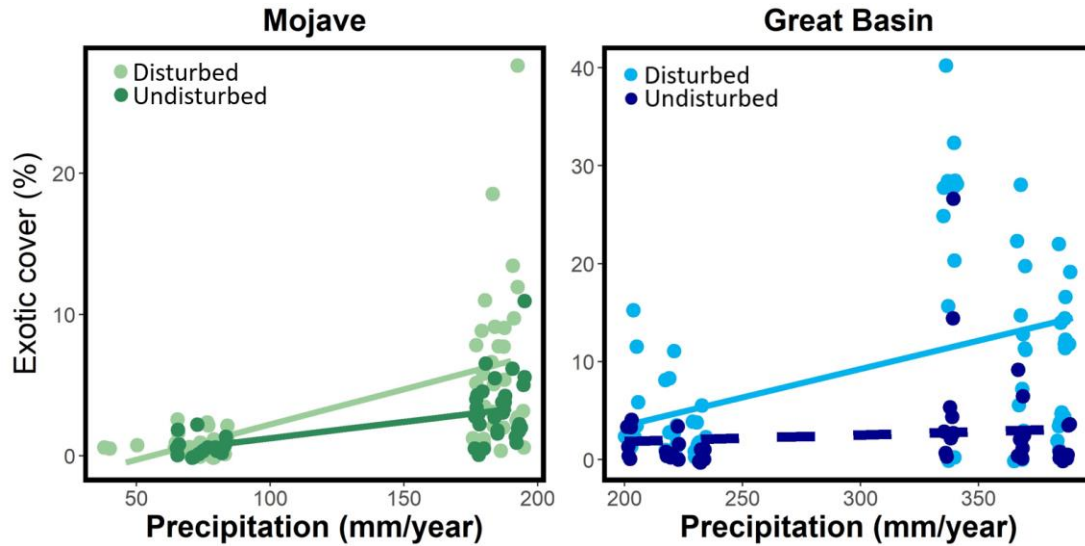 Mojave
Great Basin
Exotic cover (%)
Disturbed
Undisturbed
20
10
0
50
100
150
200
Precipitation (mm/year)
Disturbed
Undisturbed
40
30
20
10
0
200
250
300
350
Precipitation (mm/year)